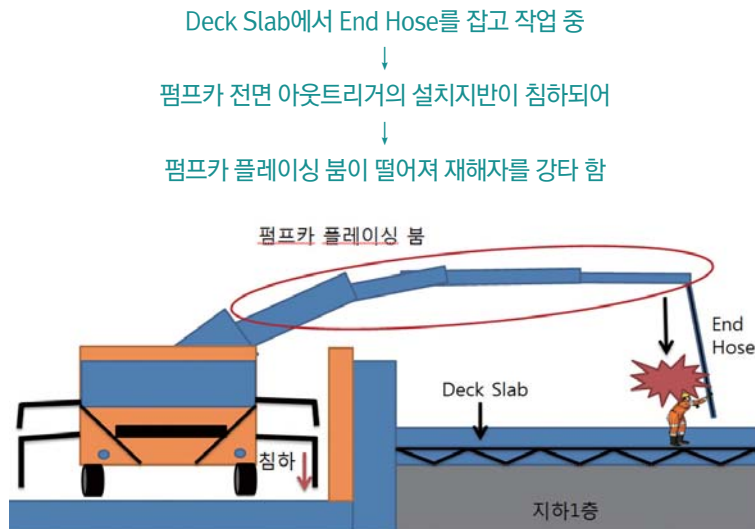 Deck Slab에서 End Hose를 잡고 작업 중
↓
펌프카 전면 아웃트리거의 설치지반이 침하되어
↓
펌프카 플레이싱 붐이 떨어져 재해자를 강타 함
펌프카 플레이싱 붐
End
Hose
Deck Slab
침하
지하1층